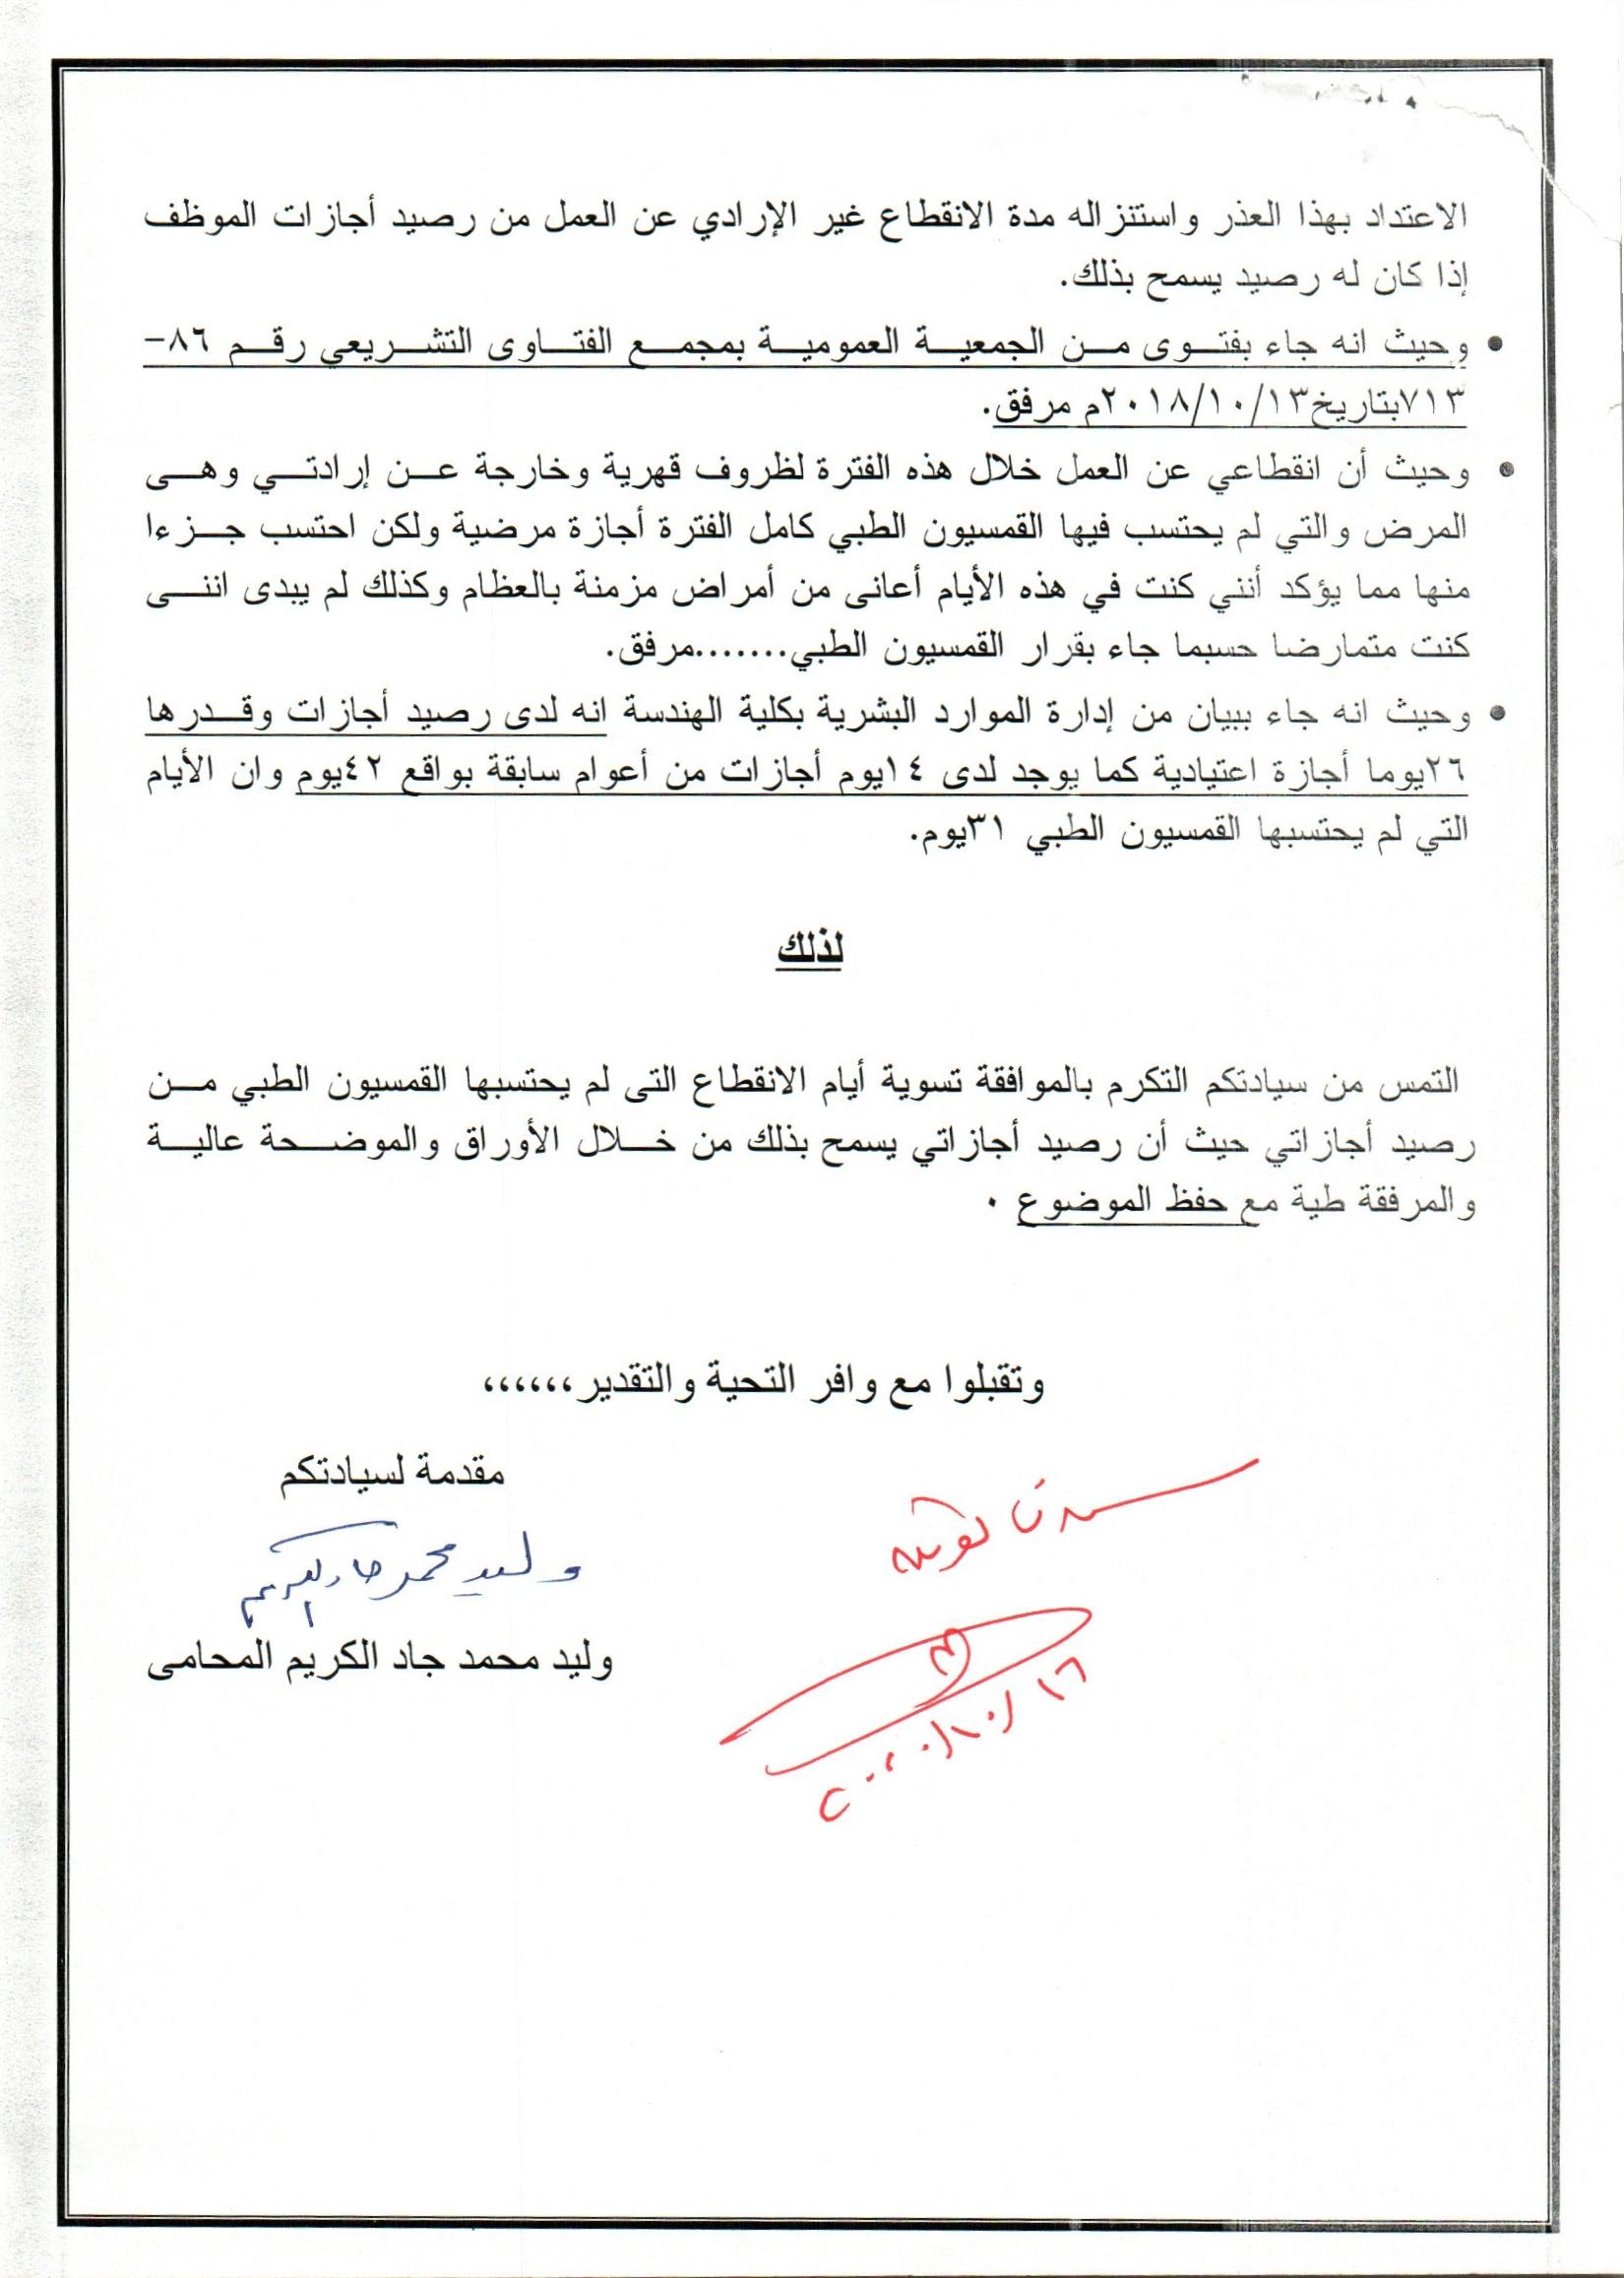 الاعتداد بهذا العذر واستنزاله مدة الانقطاع غير الإرادي عن العمل من رصيد أجازات الموظف
إذا كان له رصيد يسمح بذلك.
• وحيث انه جاء بفتوى من الجمعية العمومية بمجمع الفتاوى التشريعي رقم ٨٦-
٧١٣بتاريخ٢٠١٨/١٠/١٣م مرفق.
• وحيث أن انقطاعي عن العمل خلال هذه الفترة لظروف قهرية وخارجة عن إرادتي وهى
المرض والتي لم يحتسب فيها القمسيون الطبي كامل الفترة أجازة مرضية ولكن احتسب جزءا
منها مما يؤكد أنني كنت في هذه الأيام أعانى من أمراض مزمنة بالعظام وكذلك لم يبدى اننى
كنت متمارضا حسبما جاء بقرار القمسيون الطبي.......مرفق.
• وحيث انه جاء ببيان من إدارة الموارد البشرية بكلية الهندسة انه لدى رصيد أجازات وقدرها
٢٦يوما أجازة اعتيادية كما يوجد لدى ١٤يوم أجازات من أعوام سابقة بواقع ٤٢يوم وان الأيام
التي لم يحتسبها القمسيون الطبي ٣١يوم.
لذلك
التمس من سيادتكم التكرم بالموافقة تسوية أيام الانقطاع التى لم يحتسبها القمسيون الطبي من
رصيد أجازاتي حيث أن رصيد أجازاتي يسمح بذلك من خلال الأوراق والموضحة عالية
والمرفقة طية مع حفظ الموضوع ٠
وتقبلوا مع وافر التحية والتقدير،،،،،،
مقدمة لسيادتكم
وليد محمد جاد الكريم
وليد محمد جاد الكريم المحامى